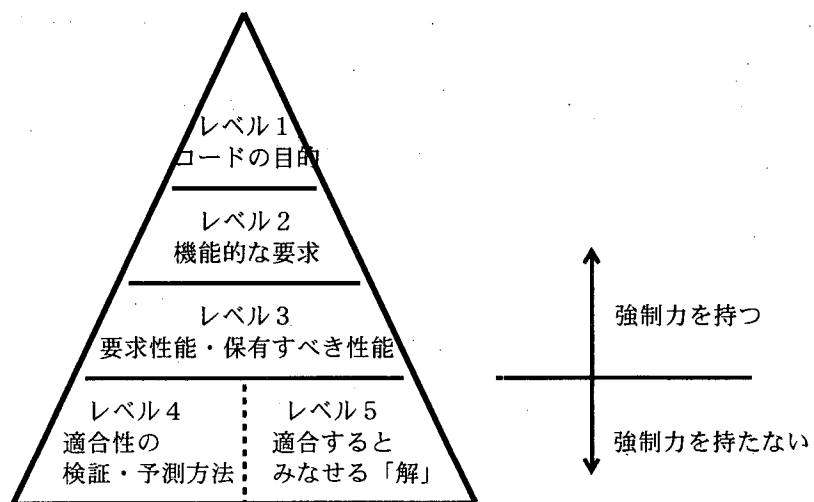 レベル1
コードの目的
レベル2
機能的な要求
レベル3
要求性能・保有すべき性能
レベル4
適合性の
検証・予測方法
レベル5
適合すると
みなせる「解」
強制力を持つ
強制力を持たない